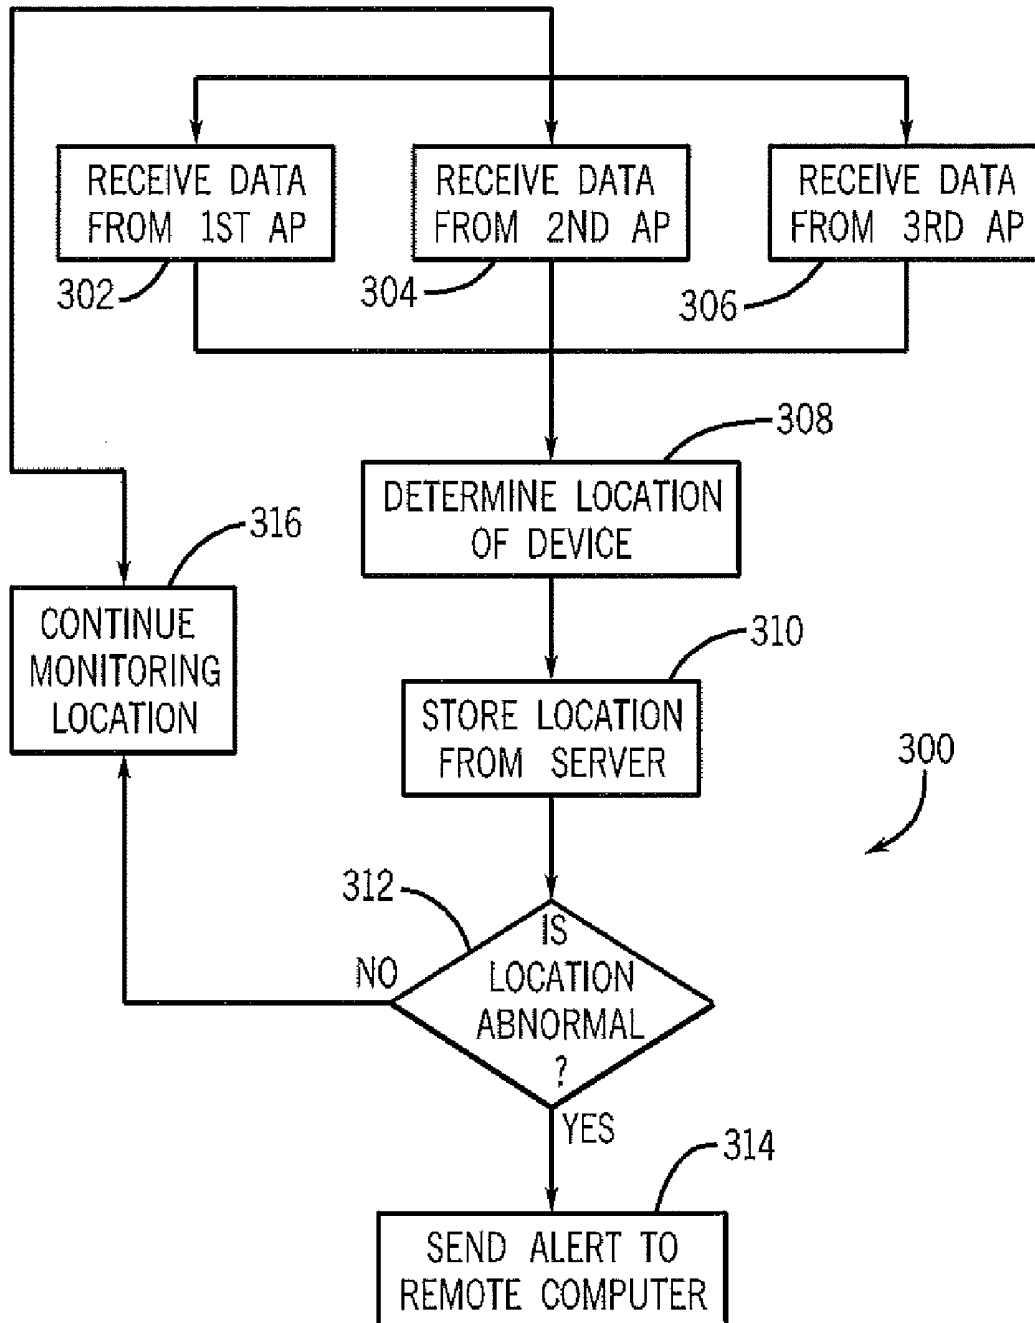 RECEIVE DATA
FROM 1ST AP
302
RECEIVE DATA
FROM 2ND AP
304
RECEIVE DATA
FROM 3RD AP
306
308
DETERMINE LOCATION
OF DEVICE
316
CONTINUE
MONITORING
LOCATION
310
STORE LOCATION
FROM SERVER
300
312
IS
LOCATION
ABNORMAL
?
NO
YES
314
SEND ALERT TO
REMOTE COMPUTER